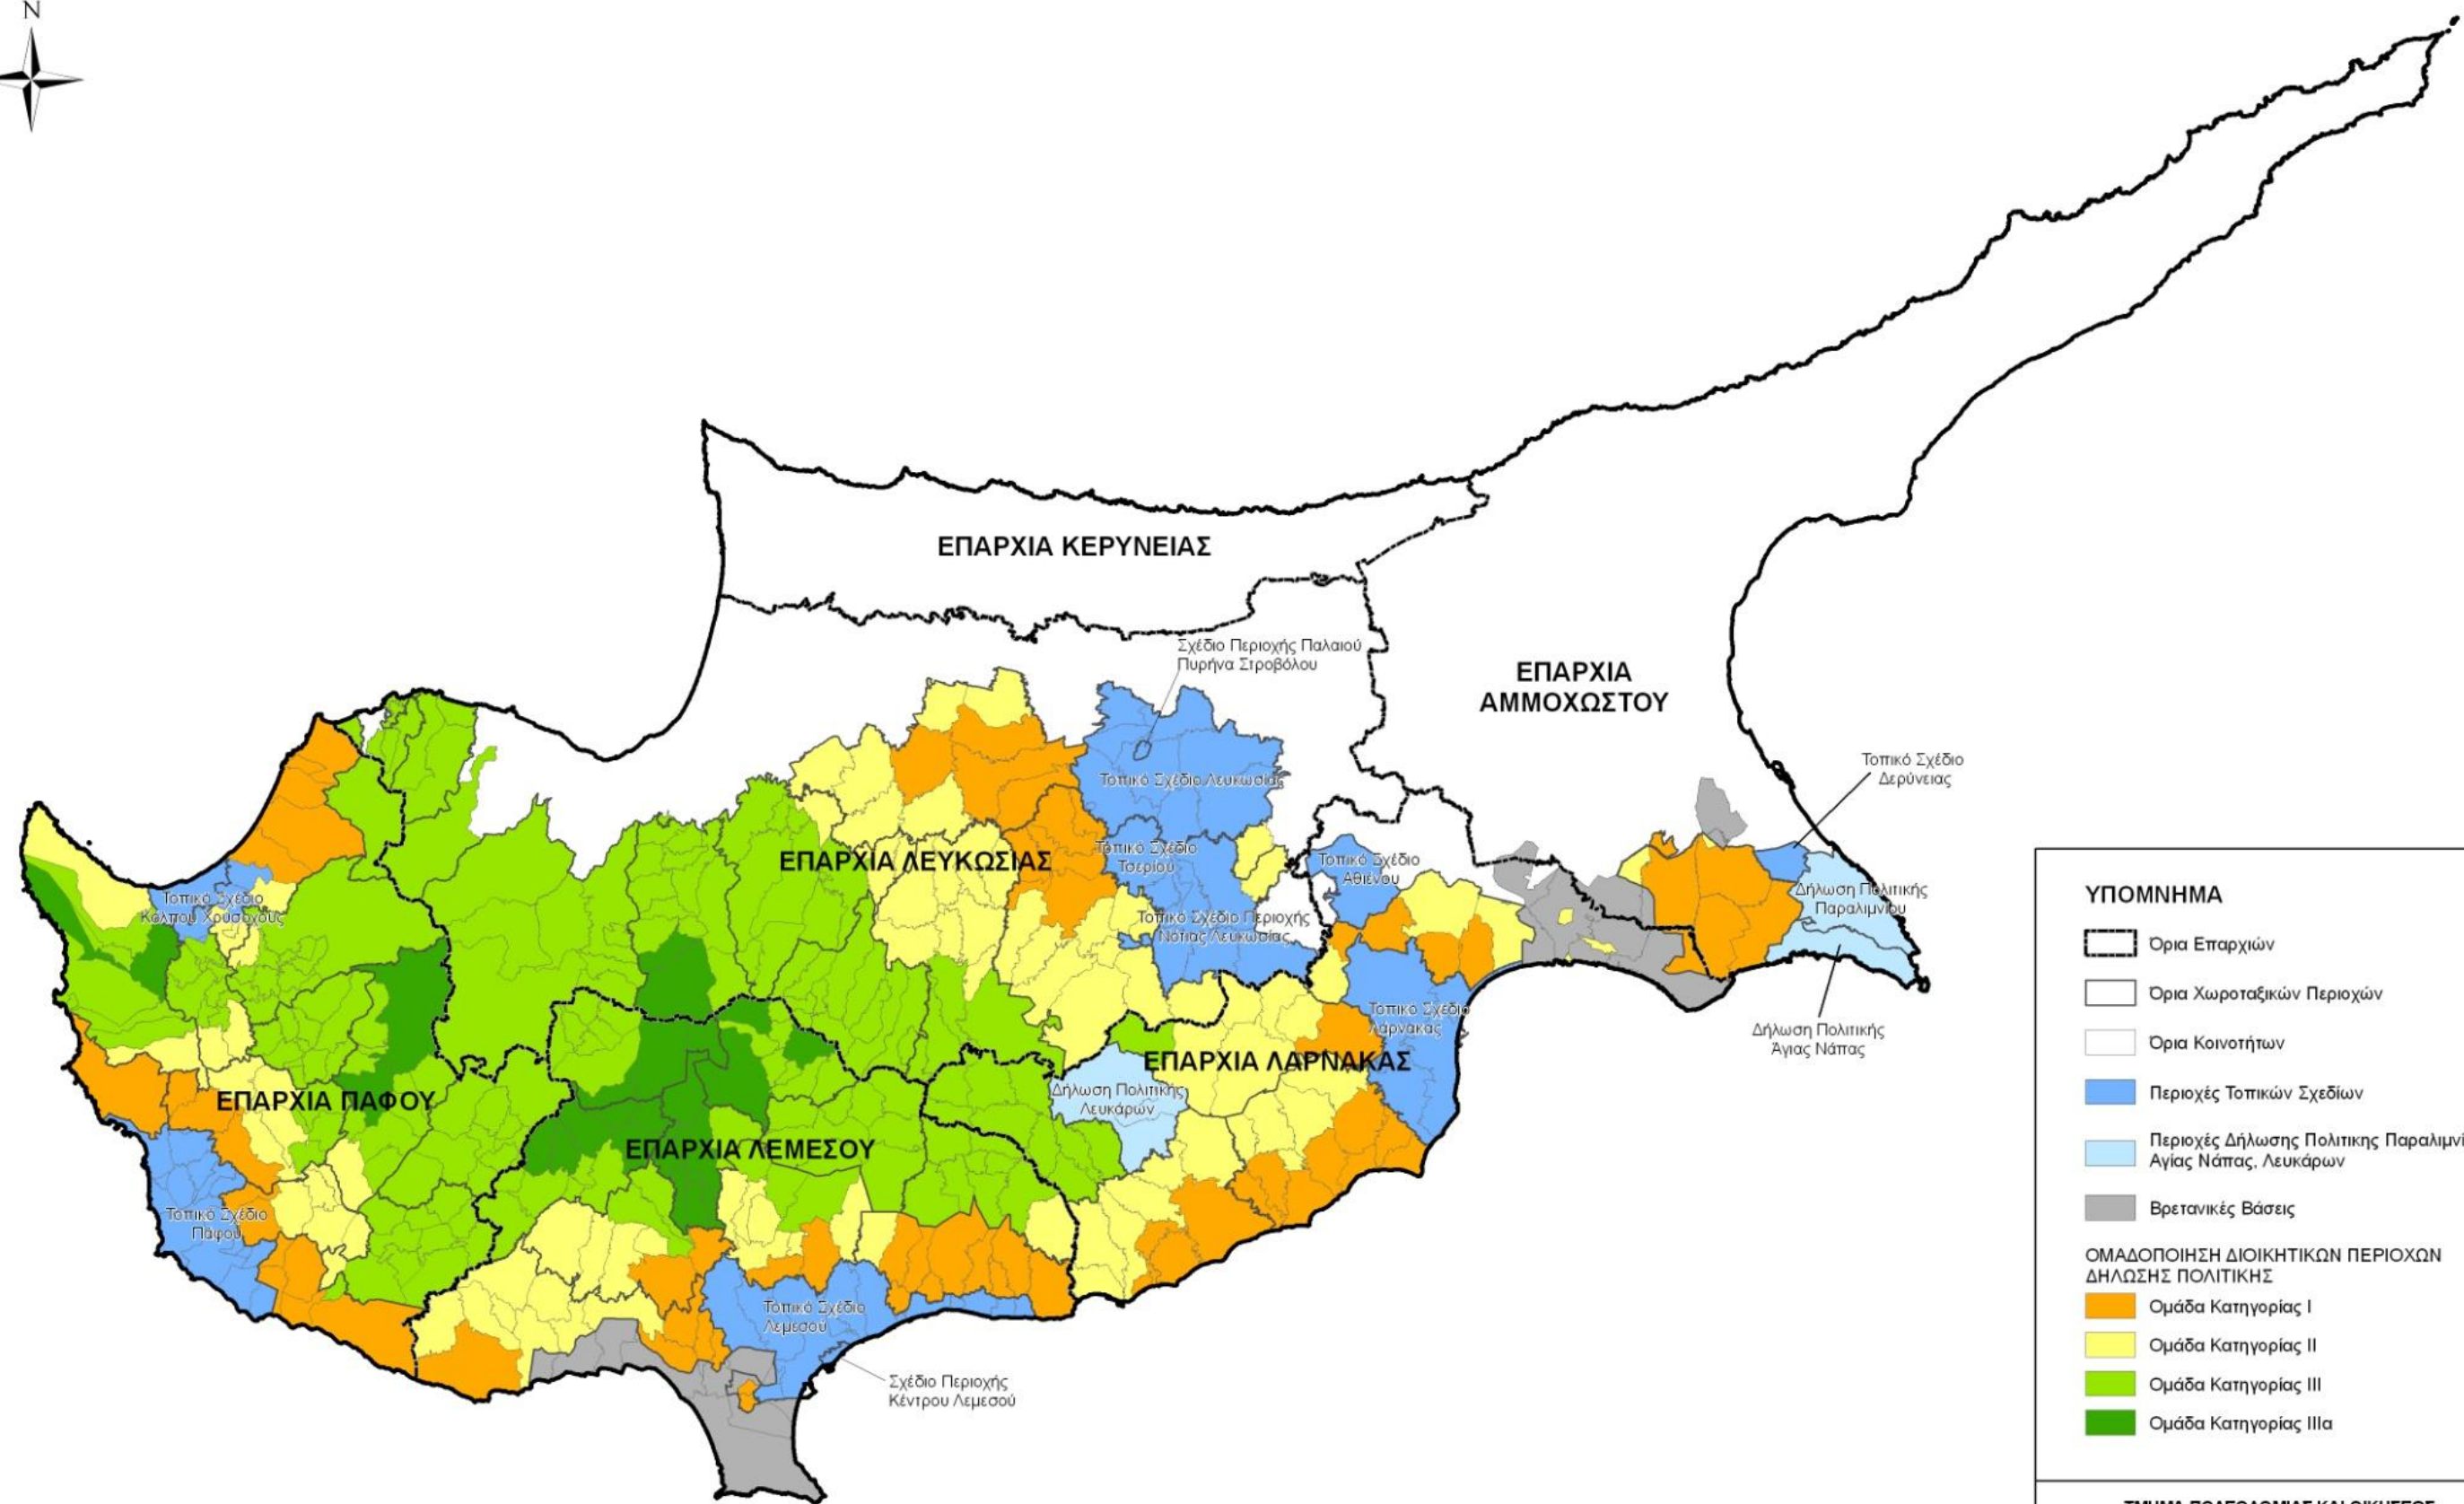 N
ΕΠΑΡΧΙΑ ΚΕΡΥΝΕΙΑΣ
Σχέδιο Περιοχής Παλαιού
Πυρήνα Στροβόλου
ΕΠΑΡΧΙΑ
ΑΜΜΟΧΩΣΤΟΥ
Τοπικό Σχέδιο
Δερύνειας
Τοπικό Σχέδιο Λευκωσίας
ΕΠΑΡΧΙΑ ΛΕΥΚΩΣΙΑΣ
Τοπικό Σχέδιο
Τσερίου
Τοπικό Σχέδιο
Αθιένου
Τοπικό Σχέδιο
Κόλπου Χρυσοχούς
Δήλωση Πολιτικής
Παραλιμνίου
Τοπικό Σχέδιο Περιοχής
Νότιας Λευκωσίας
Τοπικό Σχέδιο
Λάρνακας
Δήλωση Πολιτικής
Άγιας Νάπας
ΕΠΑΡΧΙΑ ΛΑΡΝΑΚΑΣ
Δήλωση Πολιτικής
Λευκάρων
ΕΠΑΡΧΙΑ ΠΑΦΟΥ
ΕΠΑΡΧΙΑ ΛΕΜΕΣΟΥ
Τοπικό Σχέδιο
Πάφου
Τοπικό Σχέδιο
Λεμεσού
Σχέδιο Περιοχής
Κέντρου Λεμεσού
ΥΠΟΜΝΗΜΑ
Όρια Επαρχιών
Όρια Χωροταξικών Περιοχών
Όρια Κοινοτήτων
Περιοχές Τοπικών Σχεδίων
Περιοχές Δήλωσης Πολιτικης
Αγίας Νάπας, Λευκάρων
Βρετανικές Βάσεις
ΟΜΑΔΟΠΟΙΗΣΗ ΔΙΟΙΚΗΤΙΚΩΝ ΠΕΡΙΟΧΩΝ
ΔΗΛΩΣΗΣ ΠΟΛΙΤΙΚΗΣ
Ομάδα Κατηγορίας Ι
Ομάδα Κατηγορίας ΙΙ
Ομάδα Κατηγορίας ΙΙΙ
Ομάδα Κατηγορίας ΙΙΙα